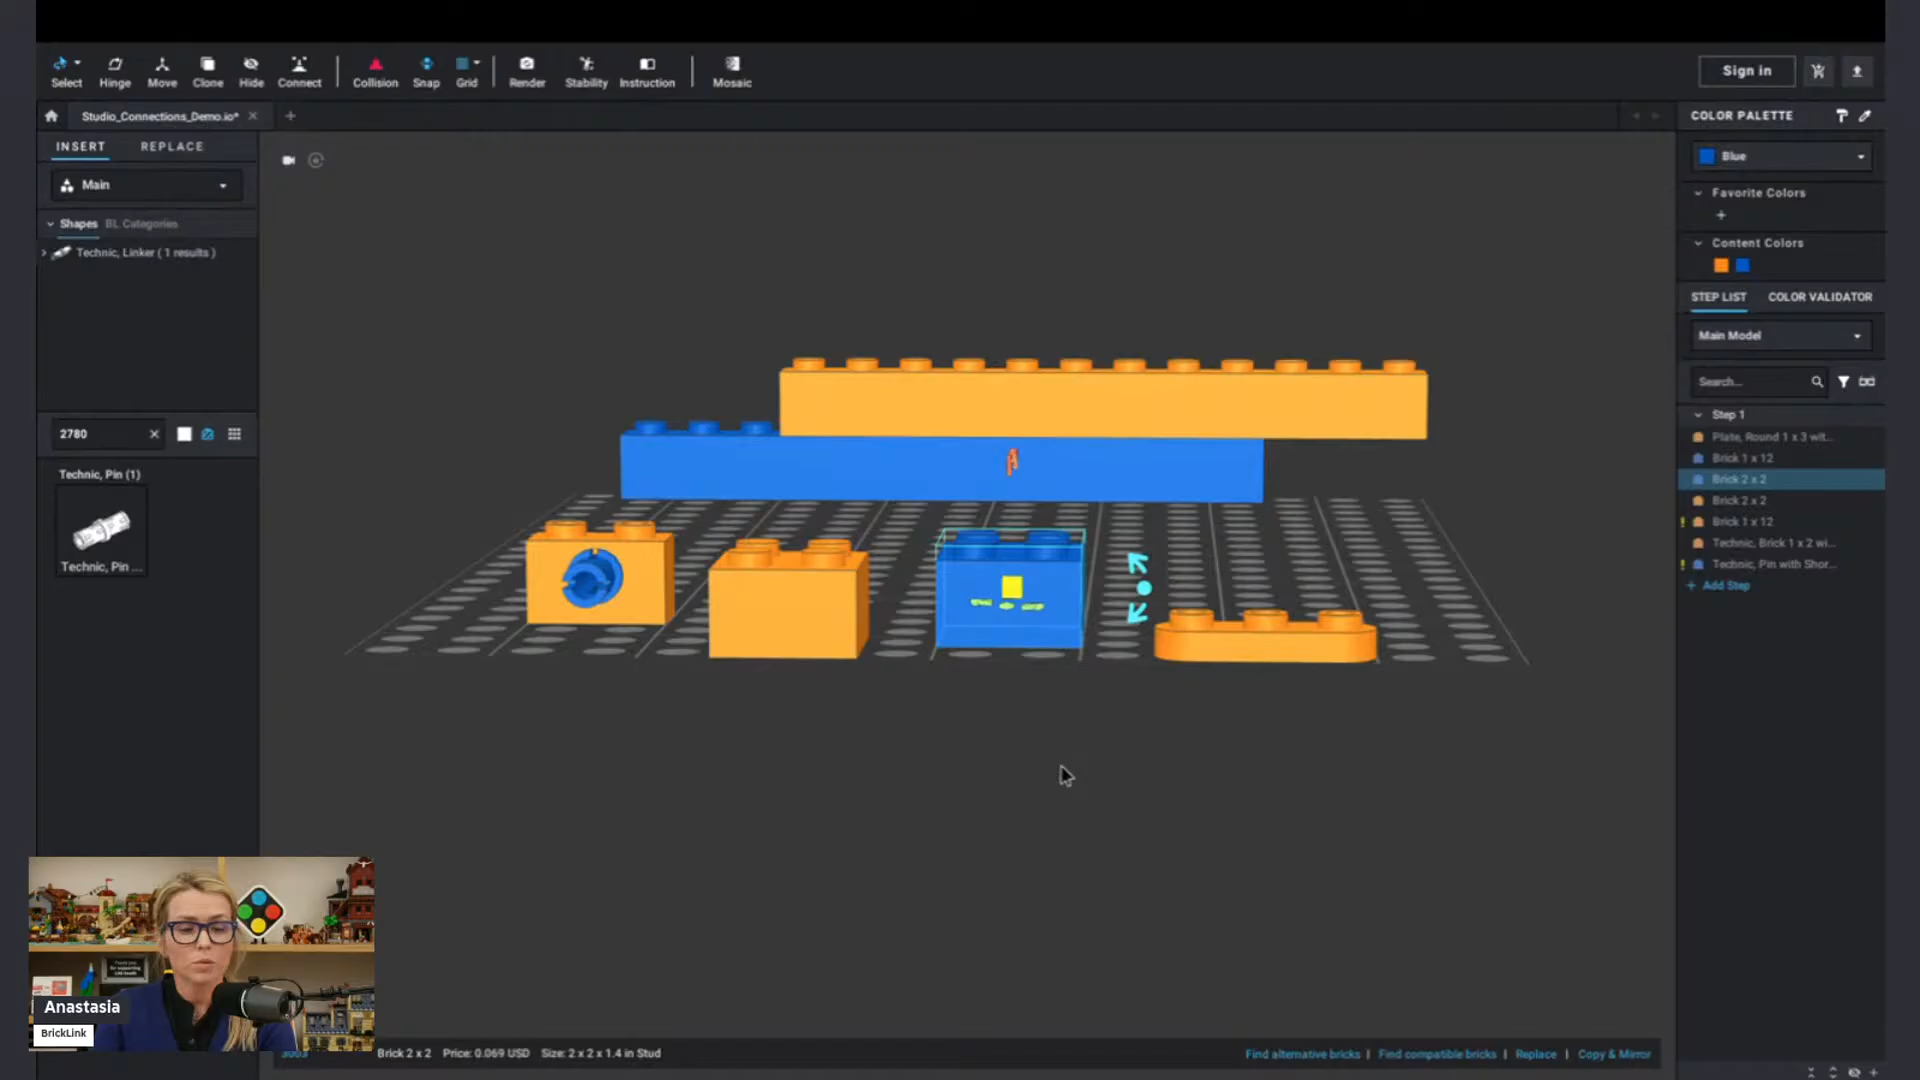 Select
Hinge
Move
Clone
Hide
Connect
Collision
Snap
Grid
Render
Stability
Instruction
Mosaic
Sign in
Studio_Connections_Demo.io*
INSERT
REPLACE
Main
Shapes
BL Categories
Technic, Linker ( 1 results )
2780
Technic, Pin (1)
Technic, Pin ...
COLOR PALETTE
Blue
Favorite Colors
Content Colors
STEP LIST
COLOR VALIDATOR
Main Model
Search...
Step 1
Plate, Round 1 x 3 wit...
Brick 1 x 12
Brick 2 x 2
Brick 2 x 2
Brick 1 x 12
Technic, Brick 1 x 2 wi...
Technic, Pin with Shor...
+ Add Step
Anastasia
BrickLink
Brick 2 x 2 Price: 0.069 USD Size: 2 x 2 x 1.4 in Stud
Find alternative bricks | Find compatible bricks | Replace | Copy & Mirror